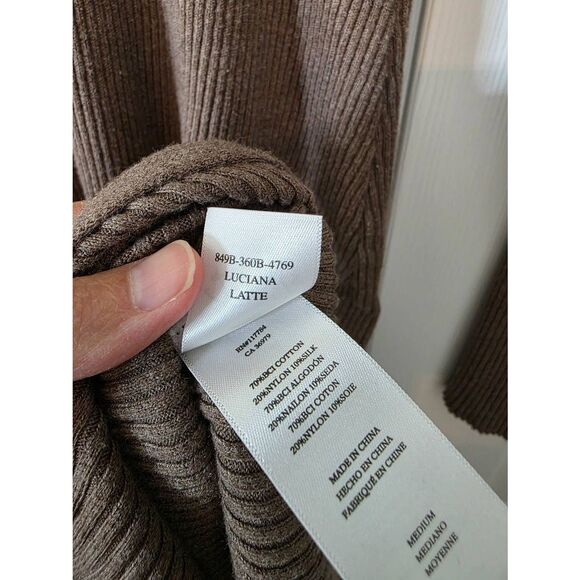 849B-360B-4769
LUCIANA
LATTE
RN#117784
CA 36979
70%BCI COTTON
20%NYLON 10%SILK
70%BCI ALGODÓN
20%NAILON 10%SEDA
70%BCI COTON
20%NYLON 10%SOIE
MADE IN CHINA
HECHO EN CHINA
FABRIQUÉ EN CHINE
MEDIUM
MEDIANO
MOYENNE